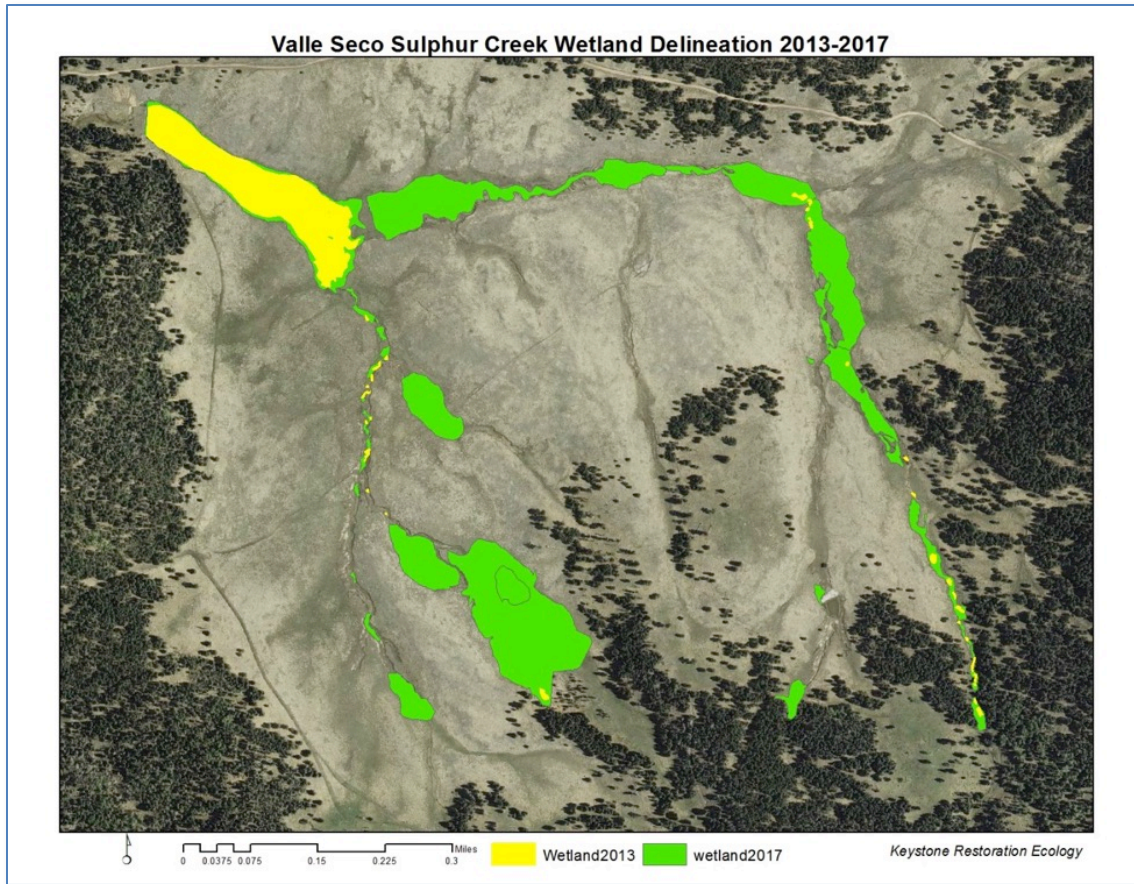 Valle Seco Sulphur Creek Wetland Delineation 2013-2017
Miles
0 0.0375 0.075 0.15 0.225 0.3
Wetland2013 wetland2017
Keystone Restoration Ecology